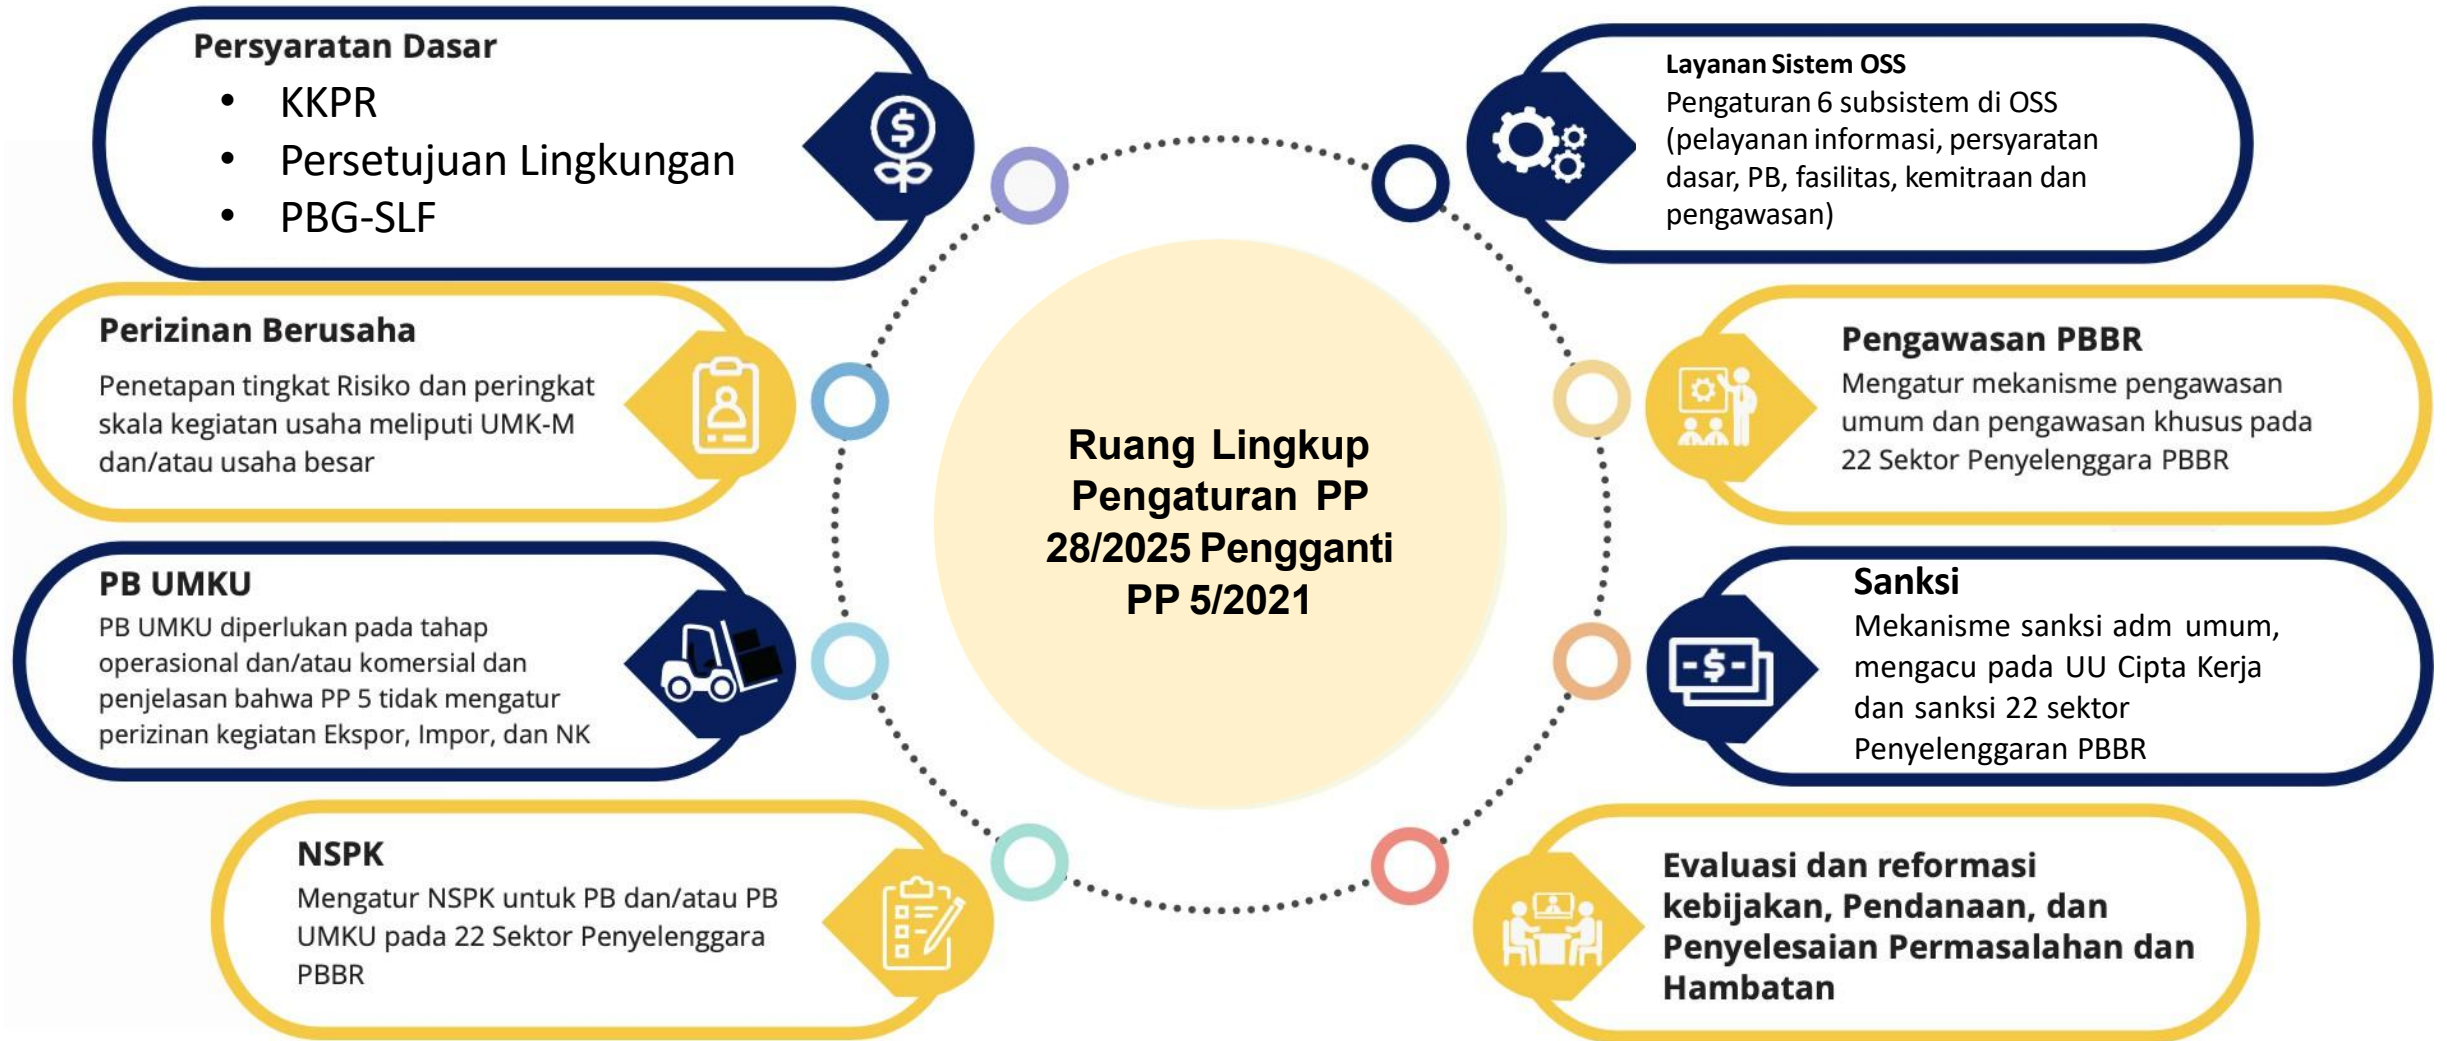 Persyaratan Dasar
• KKPR
• Persetujuan Lingkungan
• PBG-SLF
Perizinan Berusaha
Penetapan tingkat Risiko dan peringkat
skala kegiatan usaha meliputi UMK-M
dan/atau usaha besar
PB UMKU
PB UMKU diperlukan pada tahap
operasional dan/atau komersial dan
penjelasan bahwa PP 5 tidak mengatur
perizinan kegiatan Ekspor, Impor, dan NK
NSPK
Mengatur NSPK untuk PB dan/atau PB
UMKU pada 22 Sektor Penyelenggara
PBBR
Ruang Lingkup
Pengaturan PP
28/2025 Pengganti
PP 5/2021
Layanan Sistem OSS
Pengaturan 6 subsistem di OSS
(pelayanan informasi, persyaratan
dasar, PB, fasilitas, kemitraan dan
pengawasan)
Pengawasan PBBR
Mengatur mekanisme pengawasan
umum dan pengawasan khusus pada
22 Sektor Penyelenggara PBBR
Sanksi
Mekanisme sanksi adm umum,
mengacu pada UU Cipta Kerja
dan sanksi 22 sektor
Penyelenggaran PBBR
Evaluasi dan reformasi
kebijakan, Pendanaan, dan
Penyelesaian Permasalahan dan
Hambatan